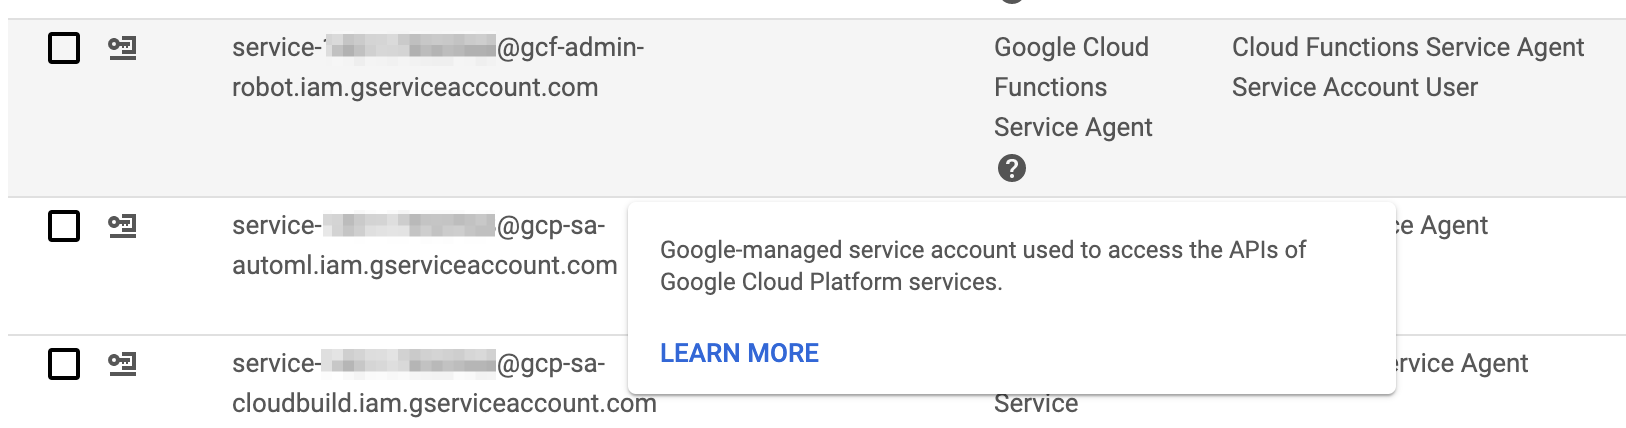 service-
@gcf-admin-
robot.iam.gserviceaccount.com
Google Cloud
Functions
Service Agent
?
Cloud Functions Service Agent
Service Account User
service-
@gcp-sa-
automl.iam.gserviceaccount.com
Google-managed service account used to access the APIs of
Google Cloud Platform services.
LEARN MORE
Agent
service-
@gcp-sa-
cloudbuild.iam.gserviceaccount.com
Service
Agent